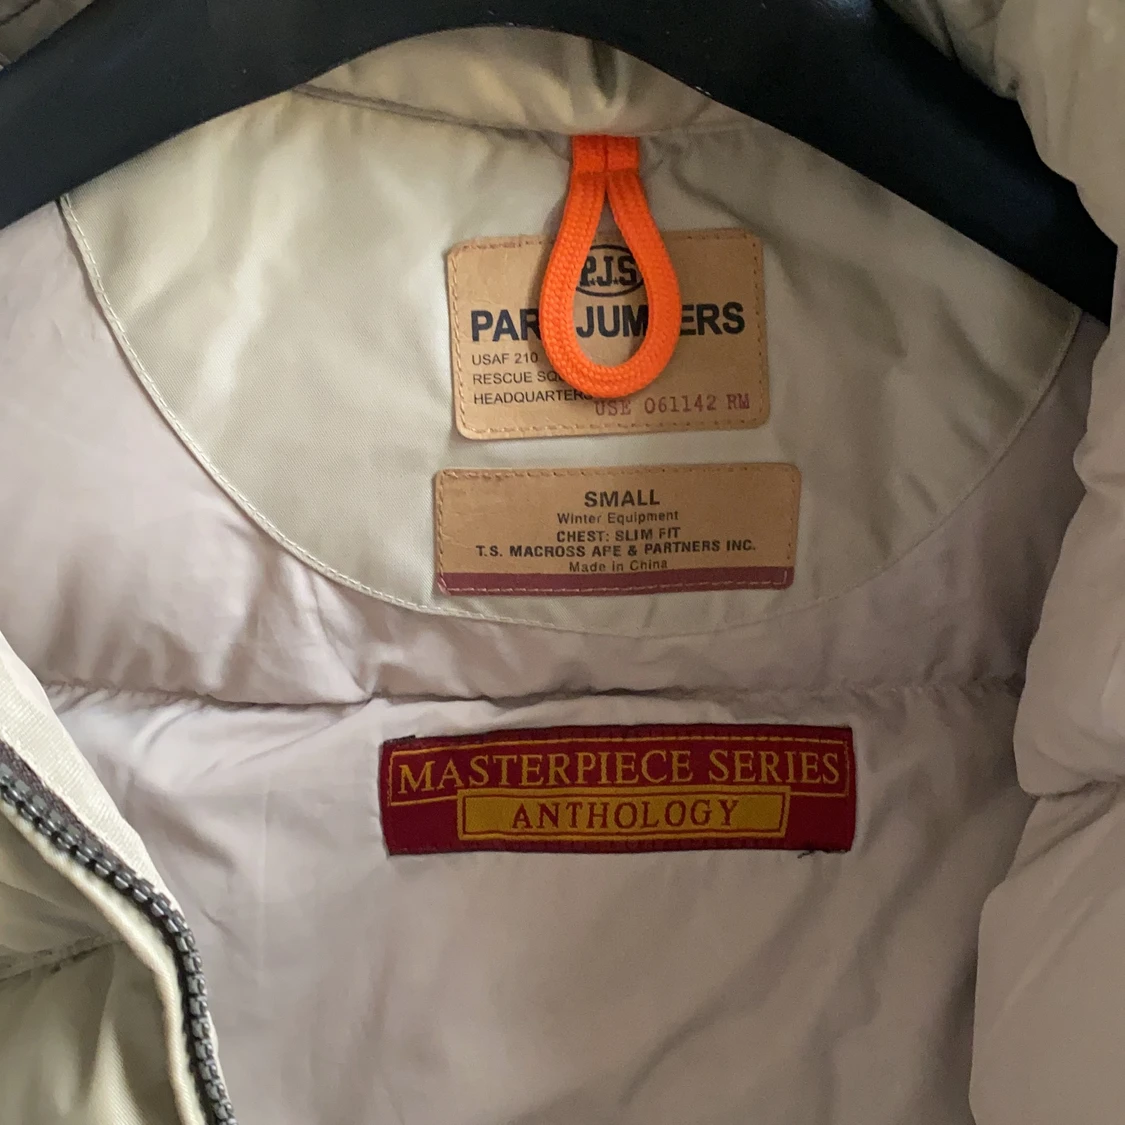 P.J.S
PAR JUM ERS
USAF 210
RESCUE SQ
HEADQUARTERS
USE 061142 RM
SMALL
Winter Equipment
CHEST: SLIM FIT
T.S. MACROSS AFE & PARTNERS INC.
Made in China
MASTERPIECE SERIES
ANTHOLOGY